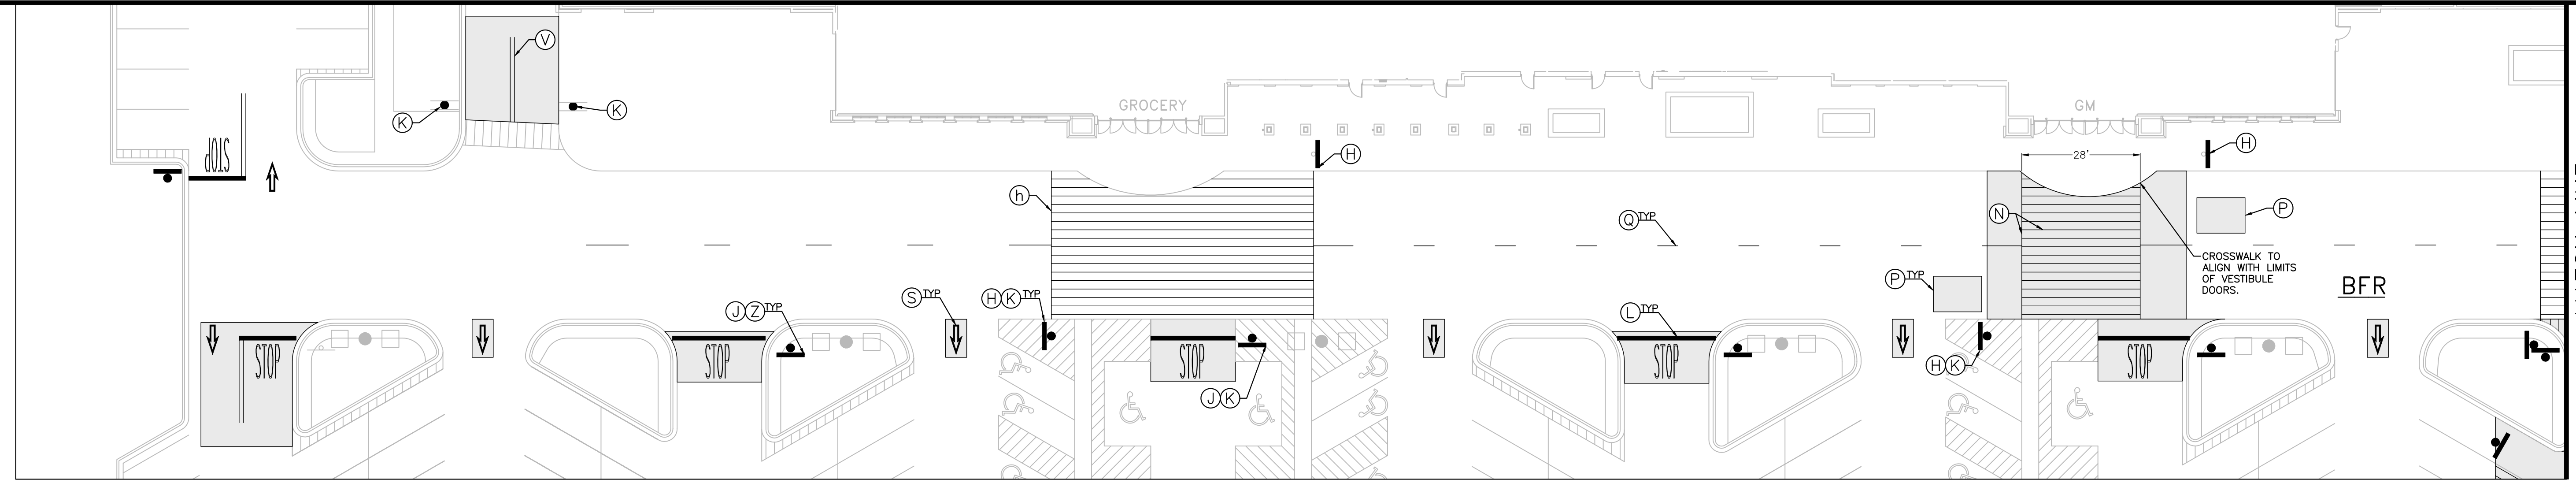 V
K
K
GROCERY
GM
STOP
H
H
28'
h
Q TYP
N
P
CROSSWALK TO
ALIGN WITH LIMITS
OF VESTIBULE
DOORS.
P TYP
BFR
J Z TYP
S TYP
H K TYP
L TYP
STOP
STOP
STOP
STOP
STOP
H K
J K